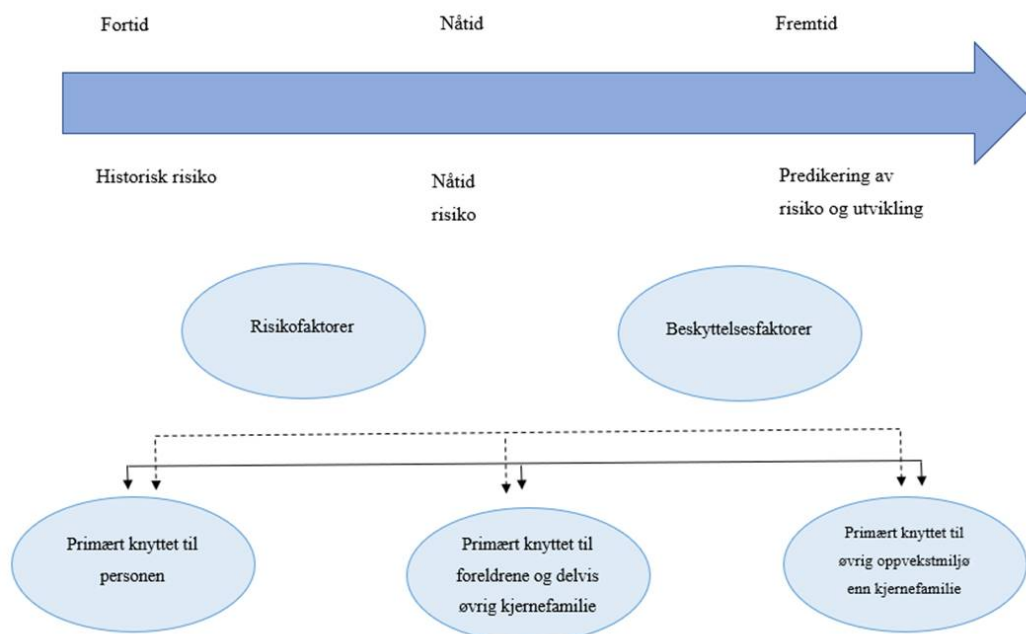 Fortid
Nåtid
Fremtid
Historisk risiko
Nåtid
risiko
Predikering av
risiko og utvikling
Risikofaktorer
Beskyttelsesfaktorer
Primært knyttet til
personen
Primært knyttet til
foreldrene og delvis
øvrig kjernefamilie
Primært knyttet til
øvrig oppvekstmiljø
enn kjernefamilie